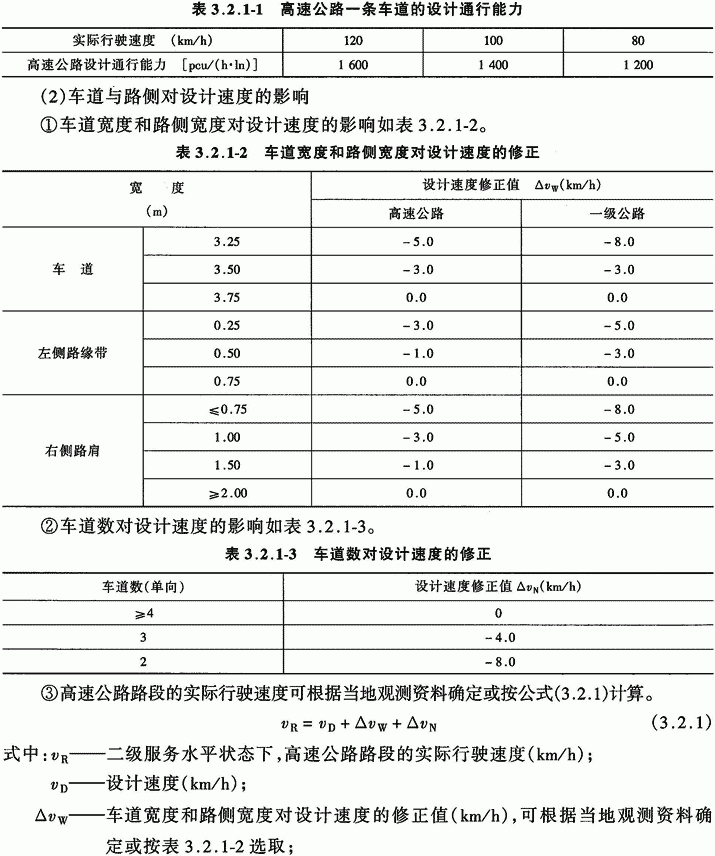 表 3.2.1-1 高速公路一条车道的设计通行能力
实际行驶速度 (km/h) 120 100 80
高速公路设计通行能力 [pcu/(h·ln)] 1 600 1 400 1 200
(2)车道与路侧对设计速度的影响
①车道宽度和路侧宽度对设计速度的影响如表 3.2.1-2。
表 3.2.1-2 车道宽度和路侧宽度对设计速度的修正
宽 度 设计速度修正值 Δv_W(km/h)
(m) 高速公路 一级公路
3.25 -5.0 -8.0
车 道 3.50 -3.0 -3.0
3.75 0.0 0.0
0.25 -3.0 -5.0
左侧路缘带 0.50 -1.0 -3.0
0.75 0.0 0.0
≤0.75 -5.0 -8.0
右侧路肩 1.00 -3.0 -5.0
1.50 -1.0 -3.0
≥2.00 0.0 0.0
②车道数对设计速度的影响如表 3.2.1-3。
表 3.2.1-3 车道数对设计速度的修正
车道数(单向) 设计速度修正值 Δv_N(km/h)
≥4 0
3 -4.0
2 -8.0
③高速公路路段的实际行驶速度可根据当地观测资料确定或按公式(3.2.1)计算。
v_R = v_D + Δv_W + Δv_N (3.2.1)
式中:v_R——二级服务水平状态下,高速公路路段的实际行驶速度(km/h);
v_D——设计速度(km/h);
Δv_W——车道宽度和路侧宽度对设计速度的修正值(km/h),可根据当地观测资料确
定或按表 3.2.1-2 选取;